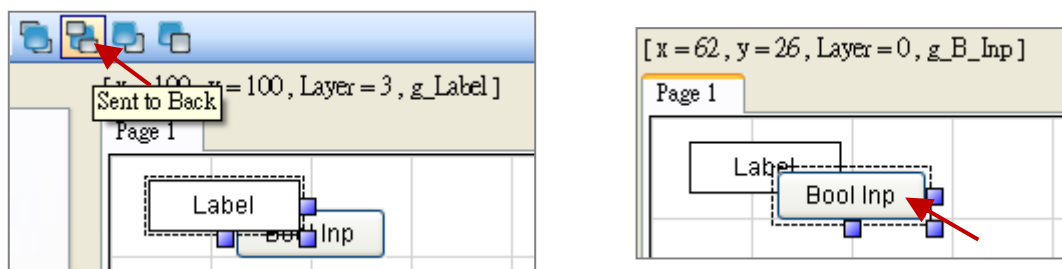 [ x = 100 , y = 100 , Layer = 3 , g_Label ]
Sent to Back
Page 1
Label
Bool Inp
[ x = 62 , y = 26 , Layer = 0 , g_B_Inp ]
Page 1
Label
Bool Inp